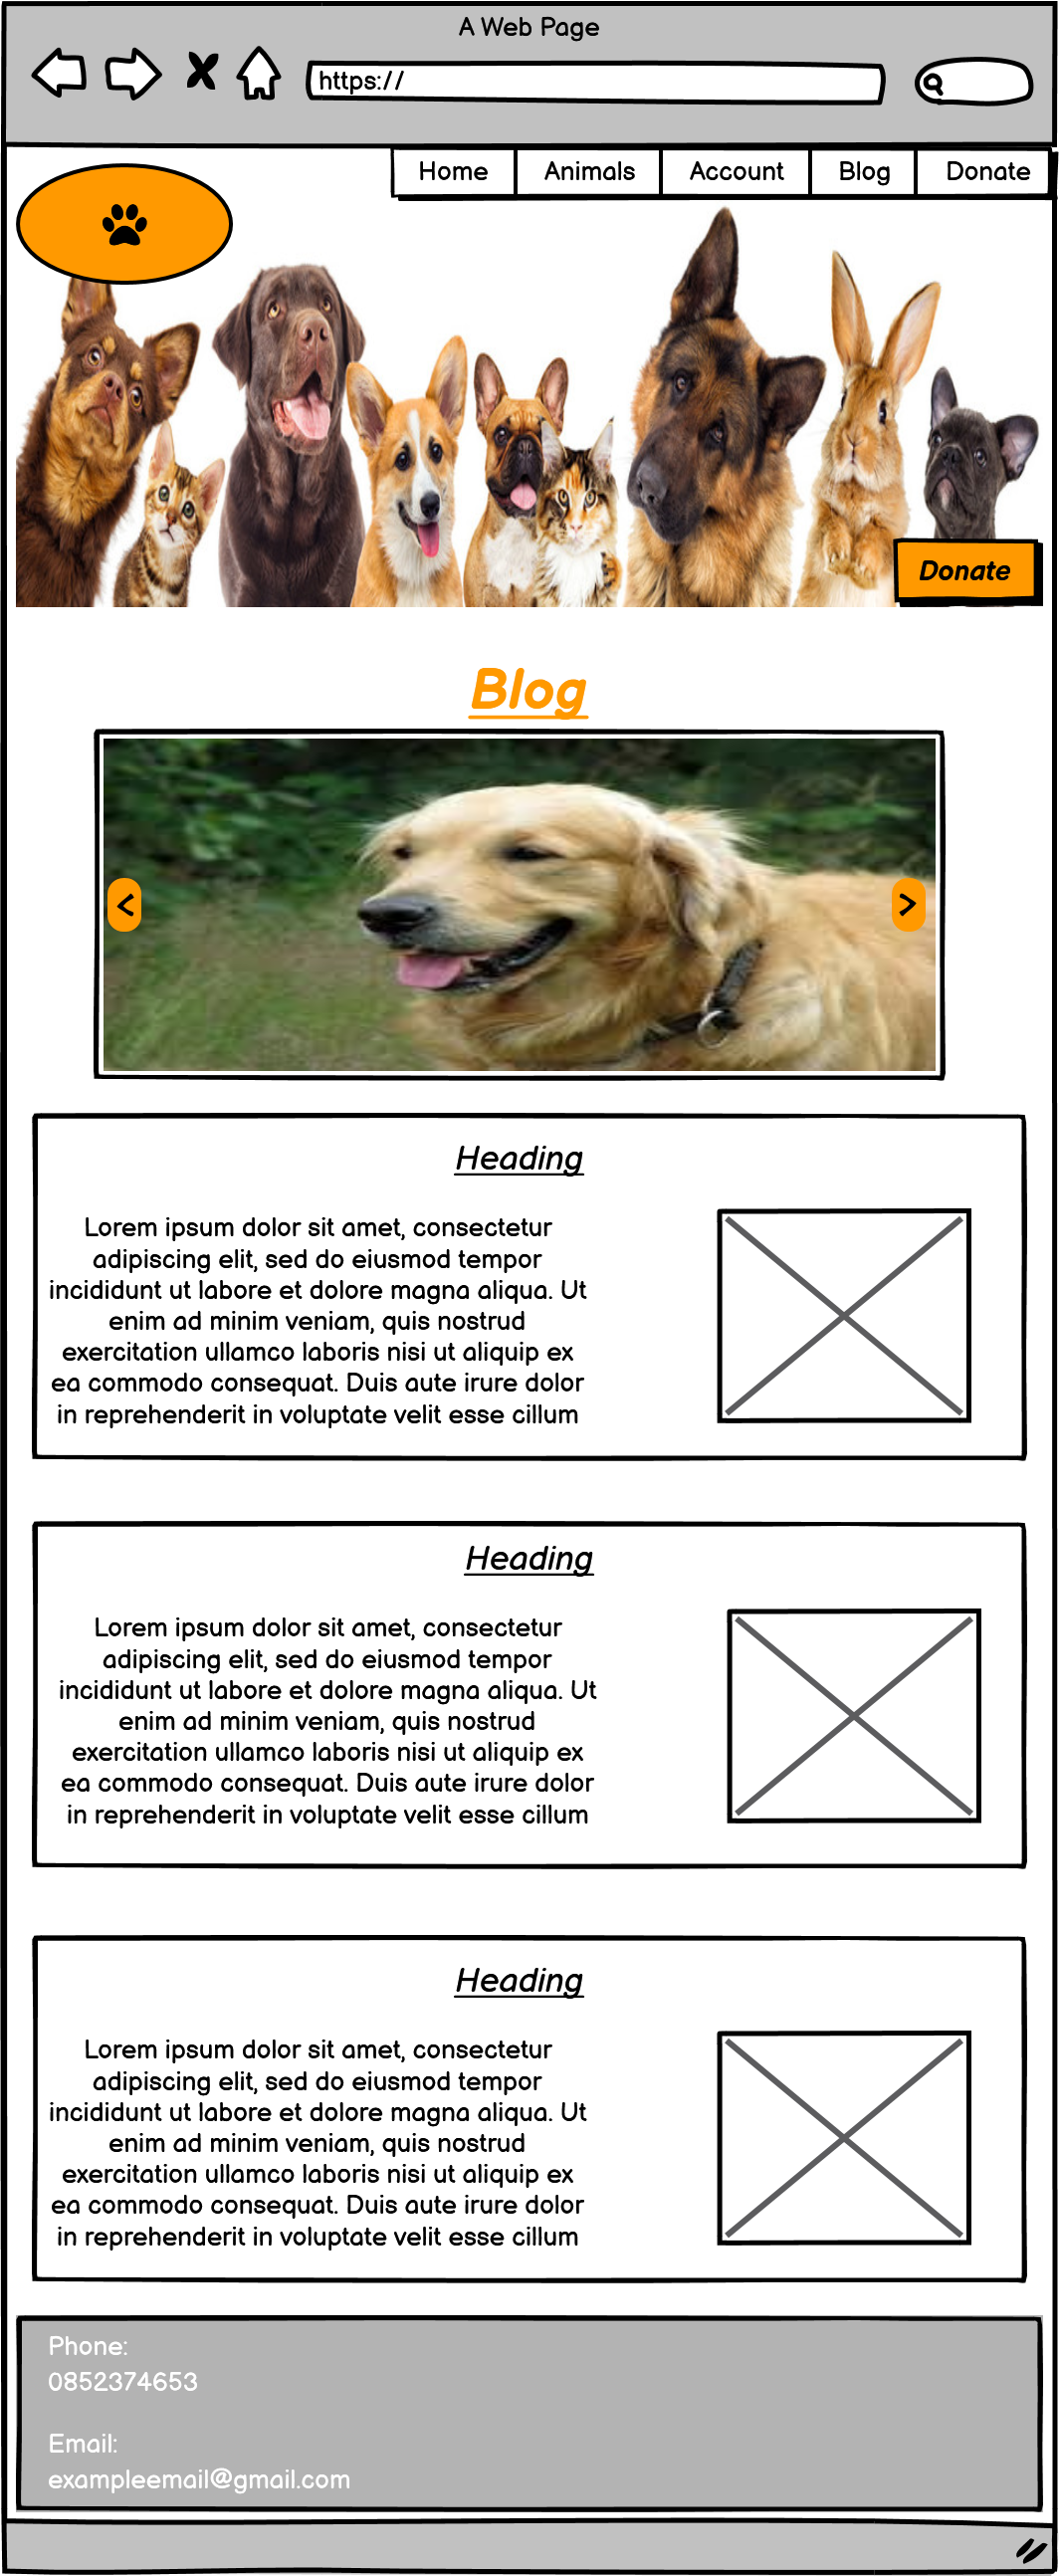 A Web Page
https://
Home Animals Account Blog Donate
Donate
Blog
< >
Heading
Lorem ipsum dolor sit amet, consectetur
adipiscing elit, sed do eiusmod tempor
incididunt ut labore et dolore magna aliqua. Ut
enim ad minim veniam, quis nostrud
exercitation ullamco laboris nisi ut aliquip ex
ea commodo consequat. Duis aute irure dolor
in reprehenderit in voluptate velit esse cillum
Heading
Lorem ipsum dolor sit amet, consectetur
adipiscing elit, sed do eiusmod tempor
incididunt ut labore et dolore magna aliqua. Ut
enim ad minim veniam, quis nostrud
exercitation ullamco laboris nisi ut aliquip ex
ea commodo consequat. Duis aute irure dolor
in reprehenderit in voluptate velit esse cillum
Heading
Lorem ipsum dolor sit amet, consectetur
adipiscing elit, sed do eiusmod tempor
incididunt ut labore et dolore magna aliqua. Ut
enim ad minim veniam, quis nostrud
exercitation ullamco laboris nisi ut aliquip ex
ea commodo consequat. Duis aute irure dolor
in reprehenderit in voluptate velit esse cillum
Phone:
0852374653
Email:
exampleemail@gmail.com